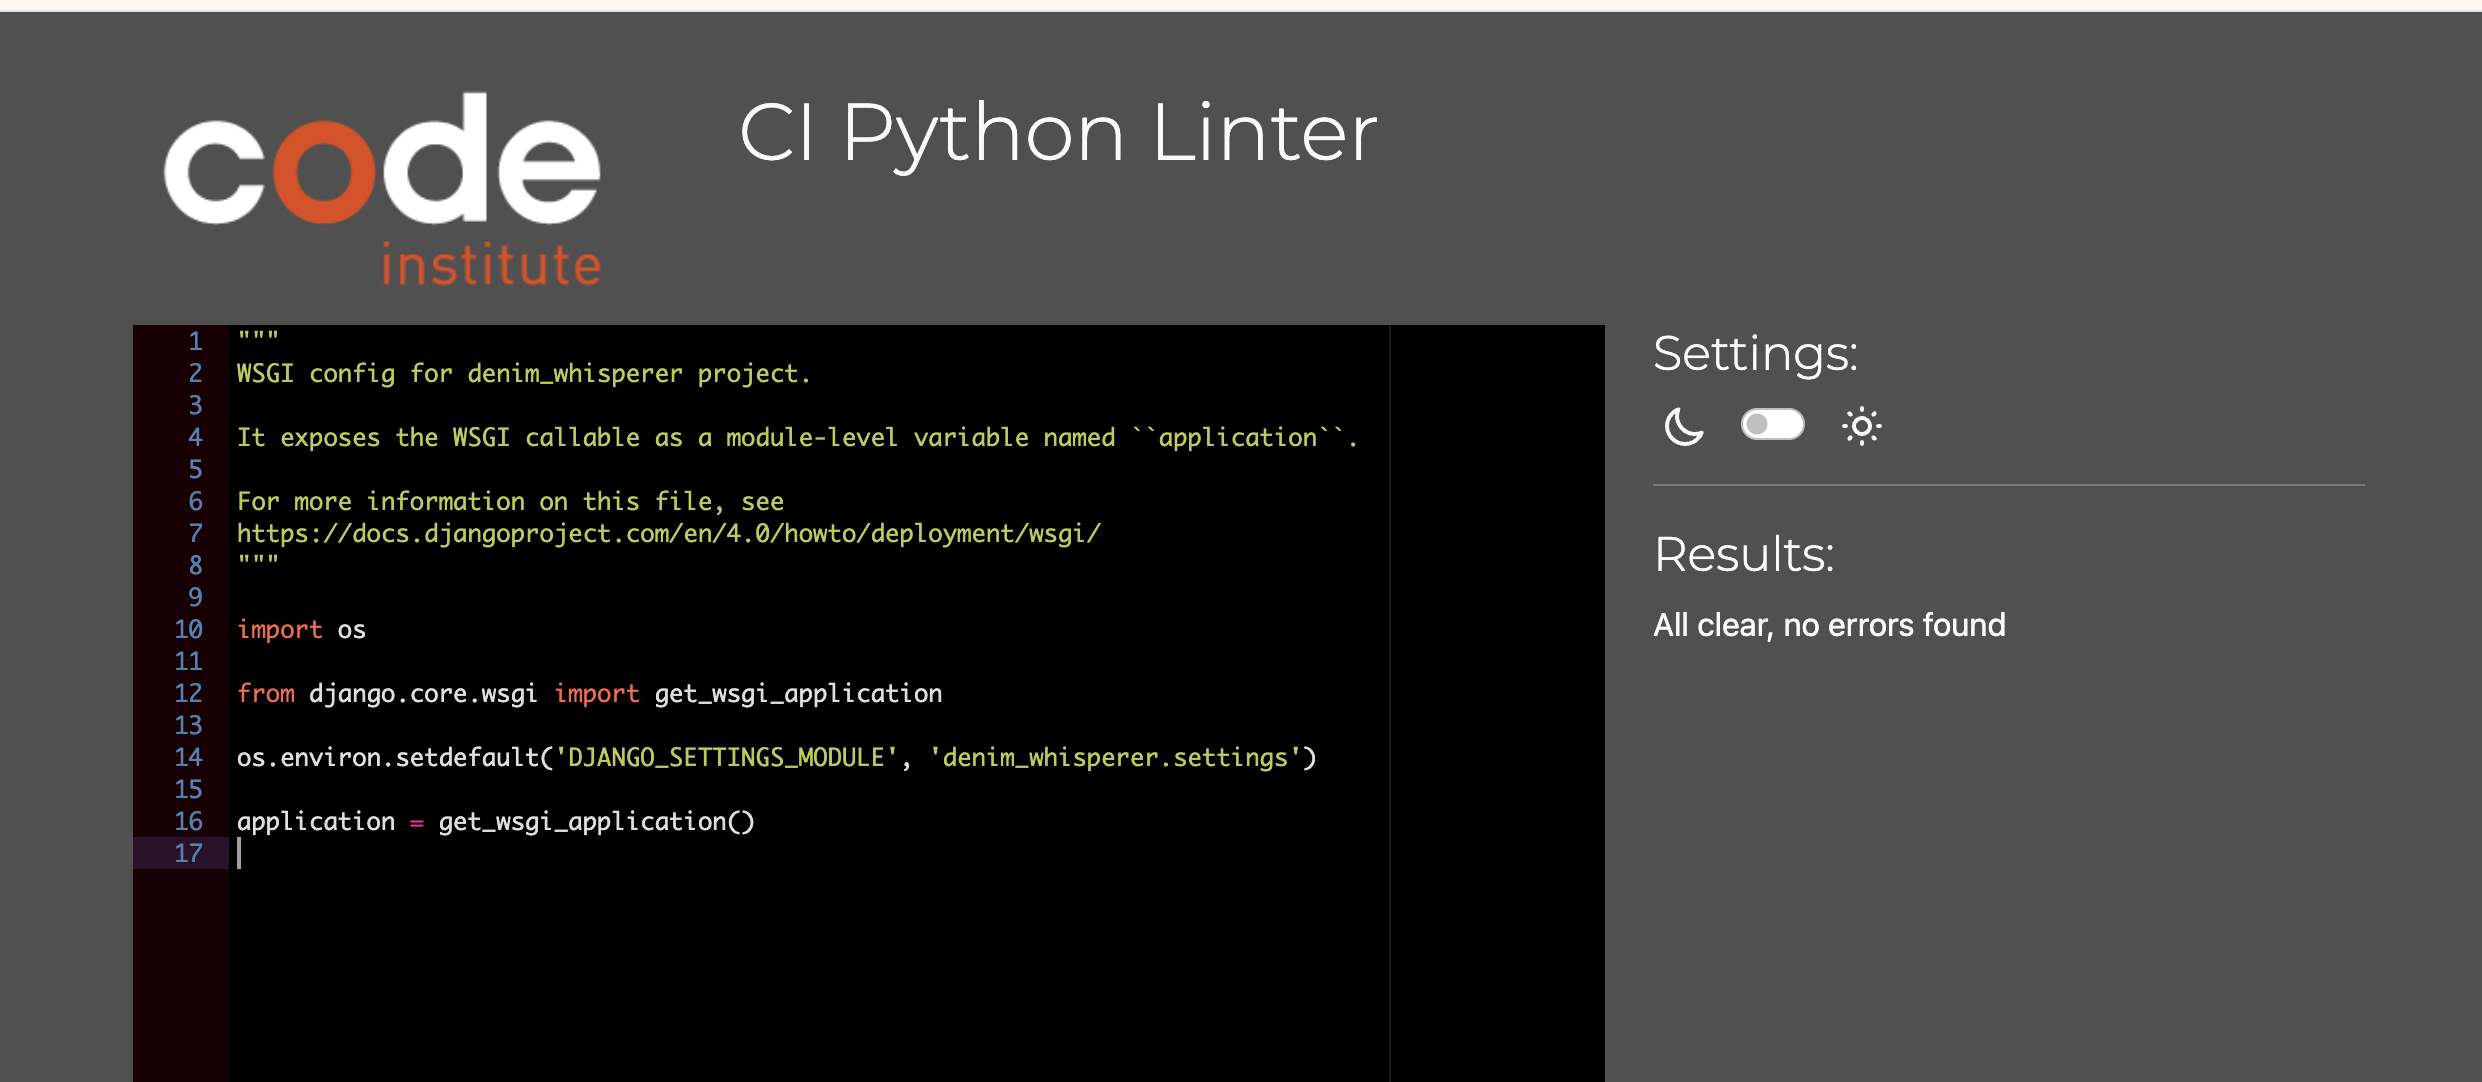 code
institute
CI Python Linter
1 """
2 WSGI config for denim_whisperer project.
3
4 It exposes the WSGI callable as a module-level variable named ``application``.
5
6 For more information on this file, see
7 https://docs.djangoproject.com/en/4.0/howto/deployment/wsgi/
8 """
9
10 import os
11
12 from django.core.wsgi import get_wsgi_application
13
14 os.environ.setdefault('DJANGO_SETTINGS_MODULE', 'denim_whisperer.settings')
15
16 application = get_wsgi_application()
17
Settings:
Results:
All clear, no errors found